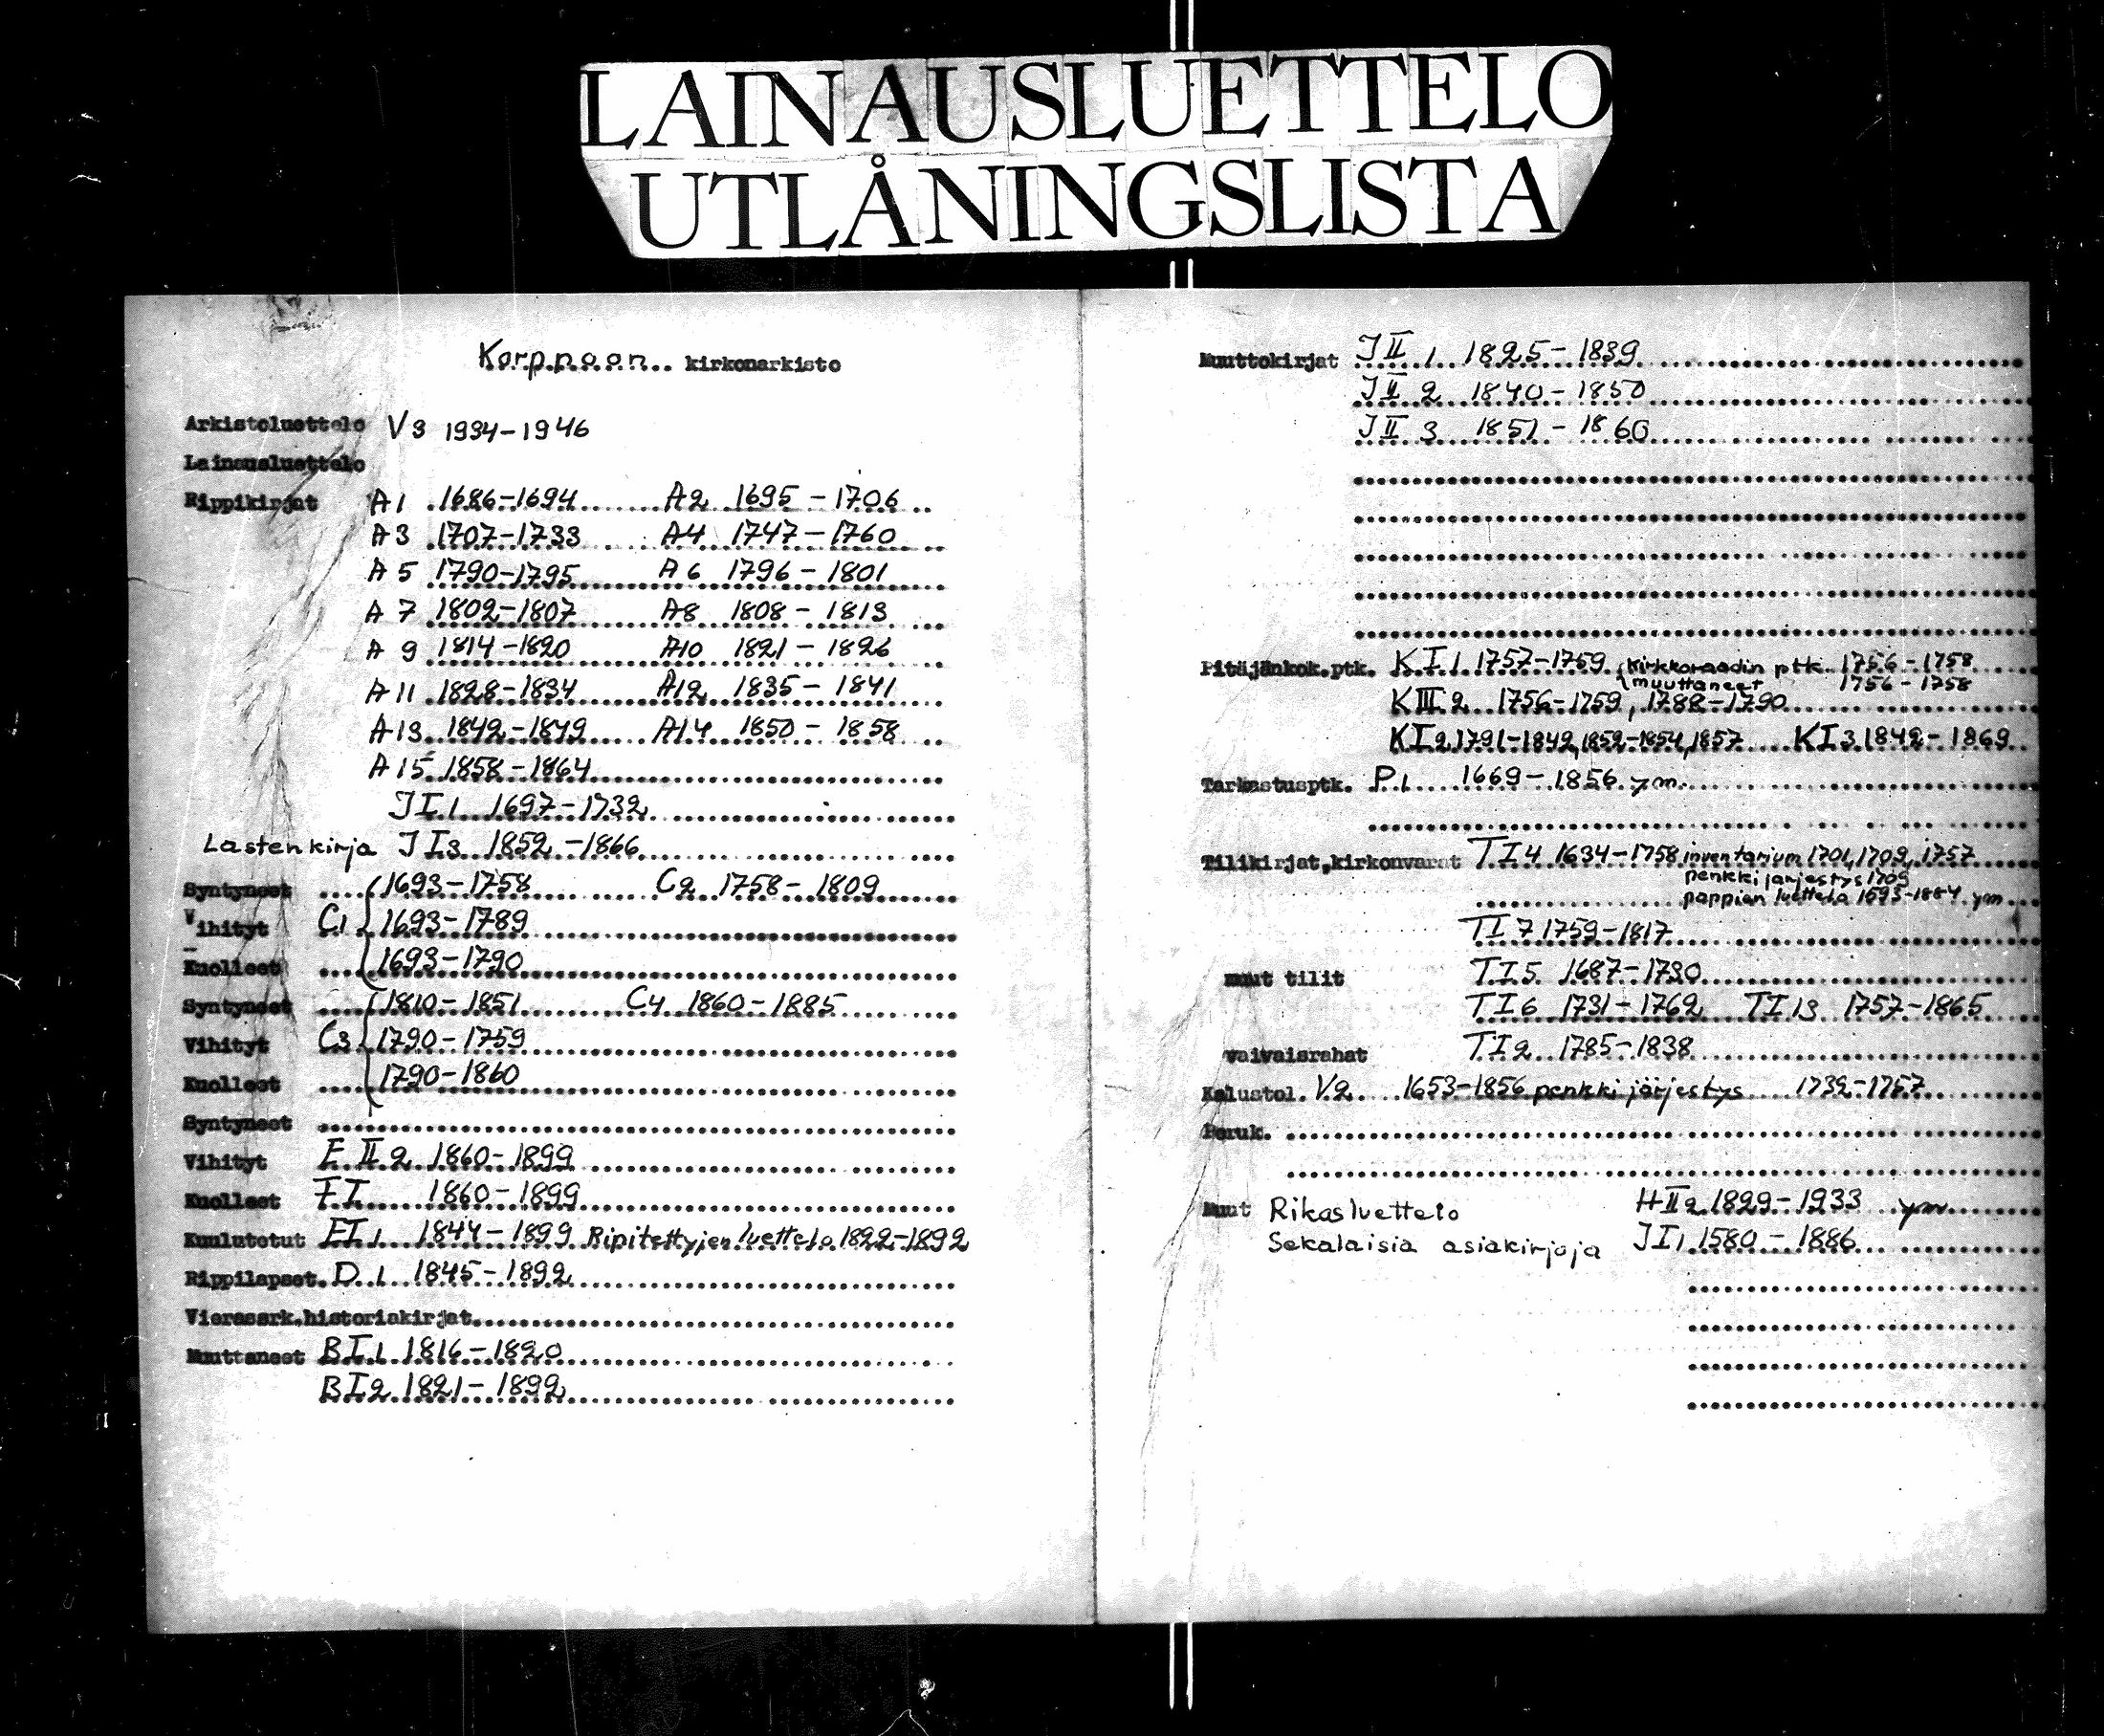 LAINAUSLUETTELO
UTLÅNINGSLISTA
Korppoon kirkonarkisto
Arkistoluettelo V3 1934-1946
Lainausluettelo
Rippikirjat A1 1686-1694 A2 1695-1706
A3 1707-1733 A4 1747-1760
A5 1790-1795 A6 1796-1801
A7 1802-1807 A8 1808-1813
A9 1814-1820 A10 1821-1826
A11 1828-1834 A12 1835-1841
A13 1842-1849 A14 1850-1858
A15 1858-1864
JI1 1697-1732
Lastenkirja JI3 1852-1866
Syntyneet 1693-1758 C2 1758-1809
Vihityt C1 1693-1789
Kuolleet 1693-1790
Syntyneet 1810-1851 C4 1860-1885
Vihityt C3 1790-1759
Kuolleet 1790-1860
Syntyneet
Vihityt E II 2 1860-1899
Kuolleet FI 1860-1899
Kuulutetut EI1 1844-1899 Ripitettyjen luettelo 1822-1892
Rippilapset D1 1845-1892
Vierasark.historiakirjat
Muuttaneet BI1 1816-1820
BI2 1821-1892
Muuttokirjat JII1 1825-1839
JII2 1840-1850
JII3 1851-1860
Pitäjänkok.ptk. KI1 1757-1759 (kirkkoraadin ptk. 1756-1758
muuttaneet 1756-1758
KIII2 1756-1759, 1788-1790
KI2 1791-1842, 1852-1854, 1857 KI3 1842-1869
Tarkastusptk. P1 1669-1856 ym.
Tilikirjat,kirkonvarat TI4 1634-1758 inventarium 1701, 1709, 1757
penkkijärjestys 1709
pappien luettelo 1693-1884 ym
TI7 1759-1817
muut tilit TI5 1687-1730
TI6 1731-1762 TI13 1757-1865
vaivaisrahat TI2 1785-1838
Kalustol. V2 1653-1856 penkkijärjestys 1732-1757
Peruk.
Muut Rikasluettelo HII2 1899-1933 ym
Sekalaisia asiakirjoja JI1 1580-1886